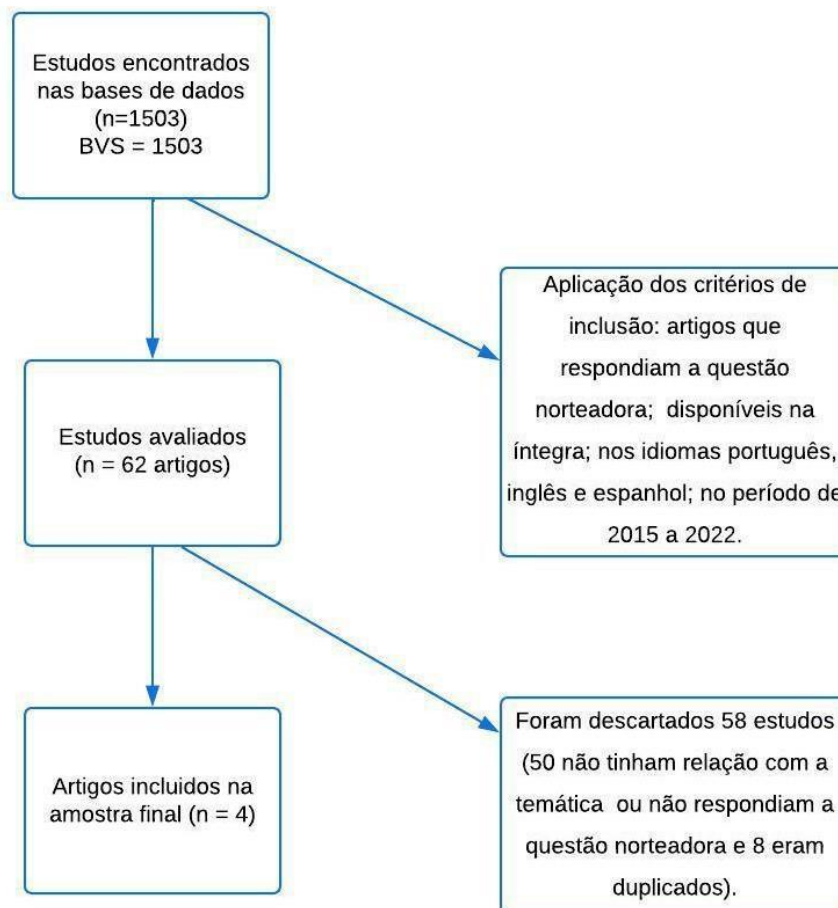 Estudos encontrados
nas bases de dados
(n=1503)
BVS = 1503
Aplicação dos critérios de
inclusão: artigos que
respondiam a questão
norteadora; disponíveis na
íntegra; nos idiomas português,
inglês e espanhol; no período de
2015 a 2022.
Estudos avaliados
(n = 62 artigos)
Foram descartados 58 estudos
(50 não tinham relação com a
temática ou não respondiam a
questão norteadora e 8 eram
duplicados).
Artigos incluidos na
amostra final (n = 4)